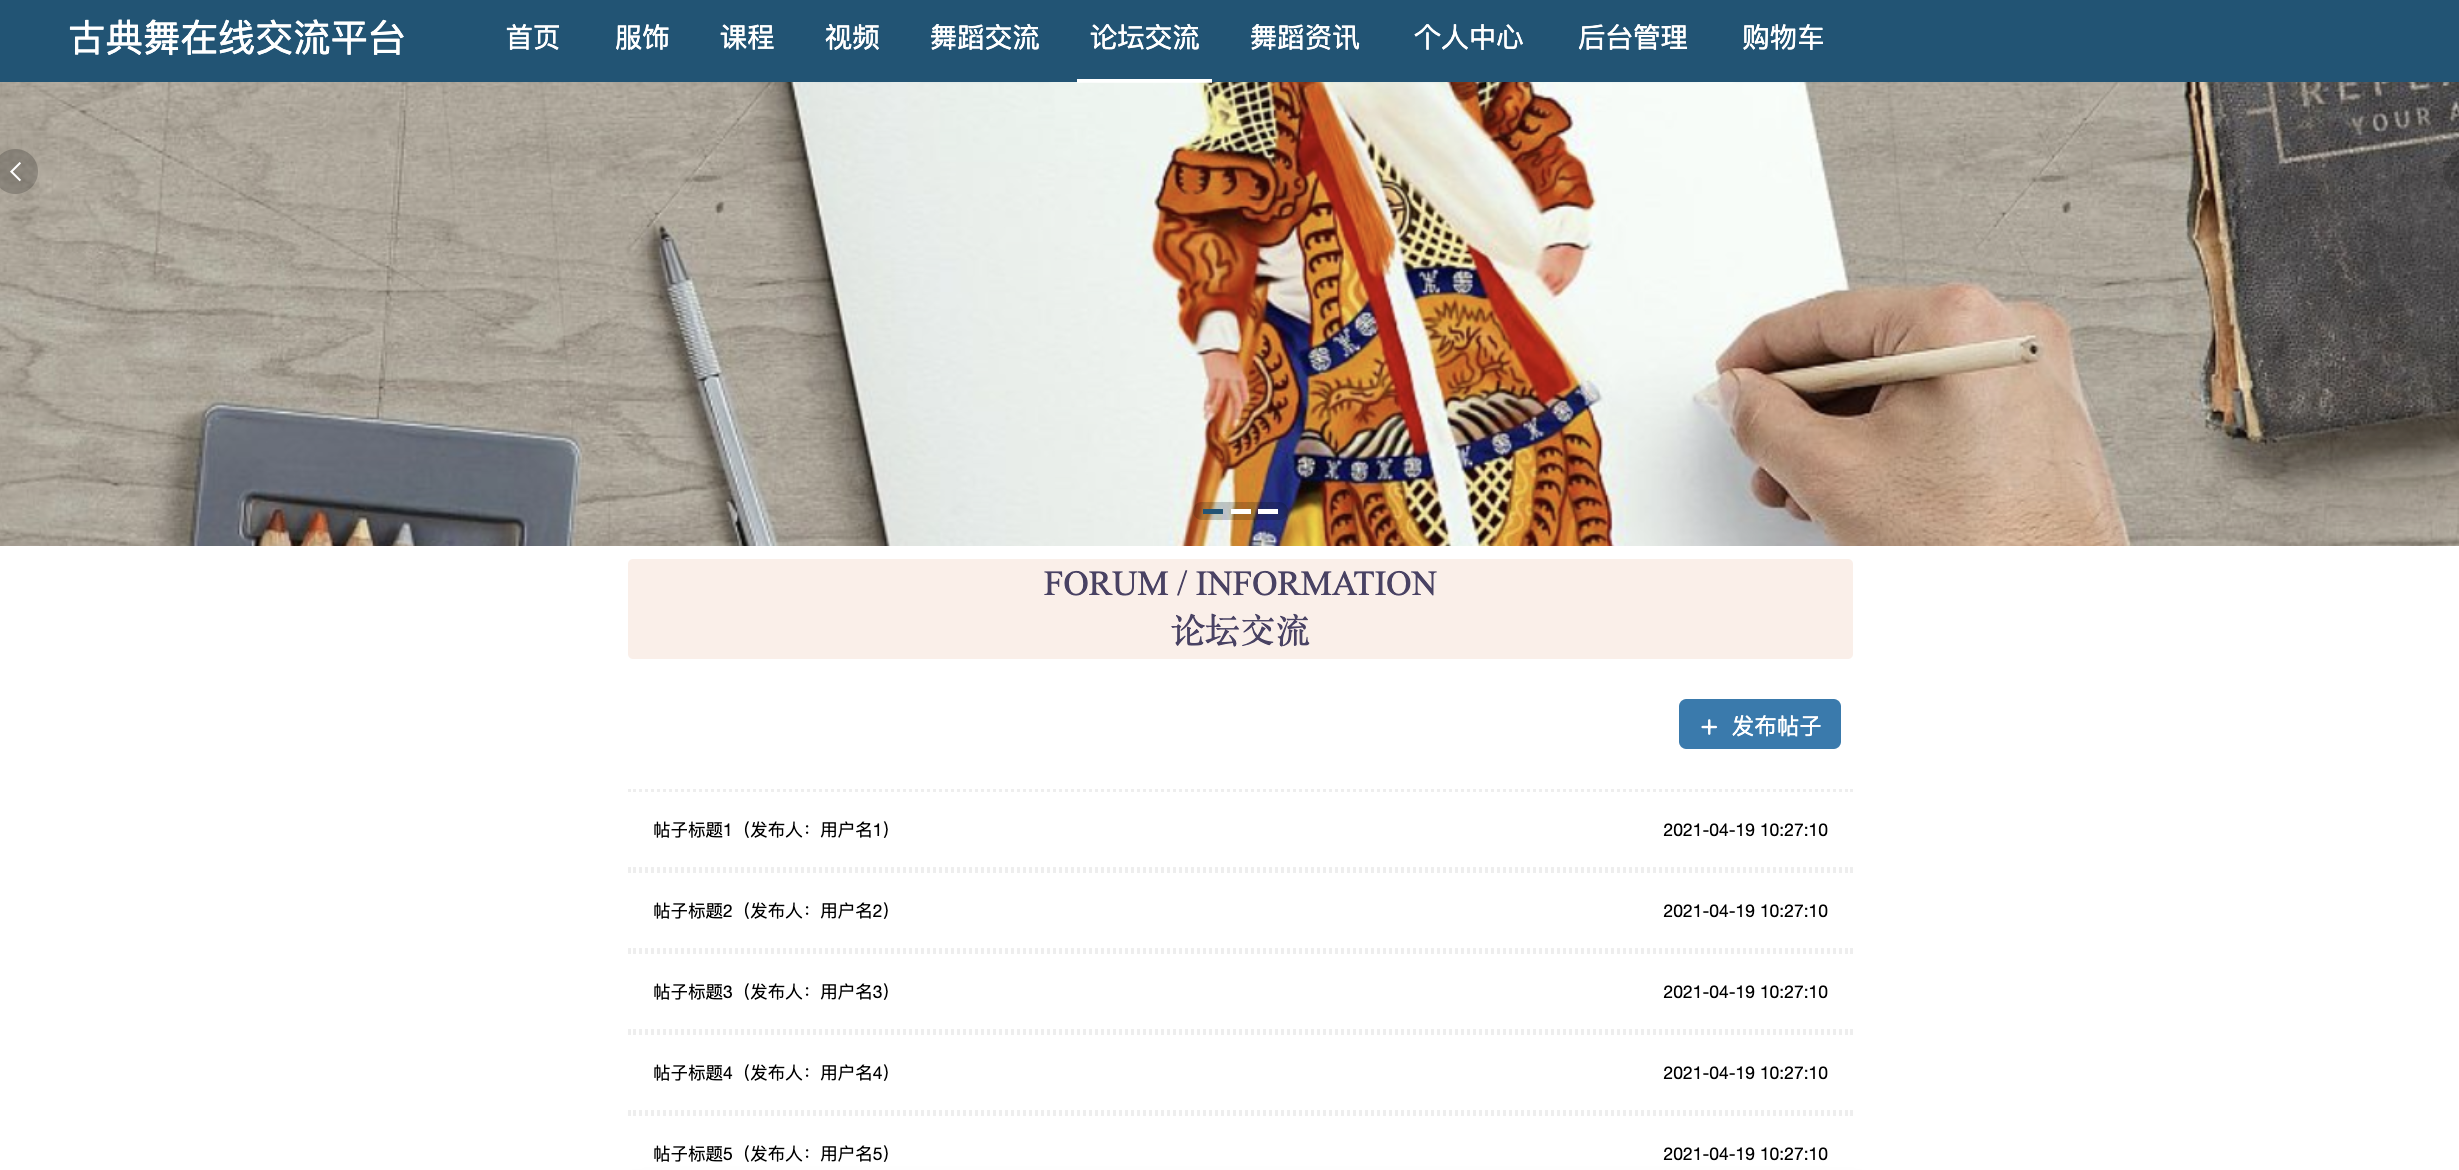 古典舞在线交流平台 首页 服饰 课程 视频 舞蹈交流 论坛交流 舞蹈资讯 个人中心 后台管理 购物车
YOUR
FORUM / INFORMATION
论坛交流
+ 发布帖子
帖子标题1（发布人：用户名1） 2021-04-19 10:27:10
帖子标题2（发布人：用户名2） 2021-04-19 10:27:10
帖子标题3（发布人：用户名3） 2021-04-19 10:27:10
帖子标题4（发布人：用户名4） 2021-04-19 10:27:10
帖子标题5（发布人：用户名5） 2021-04-19 10:27:10